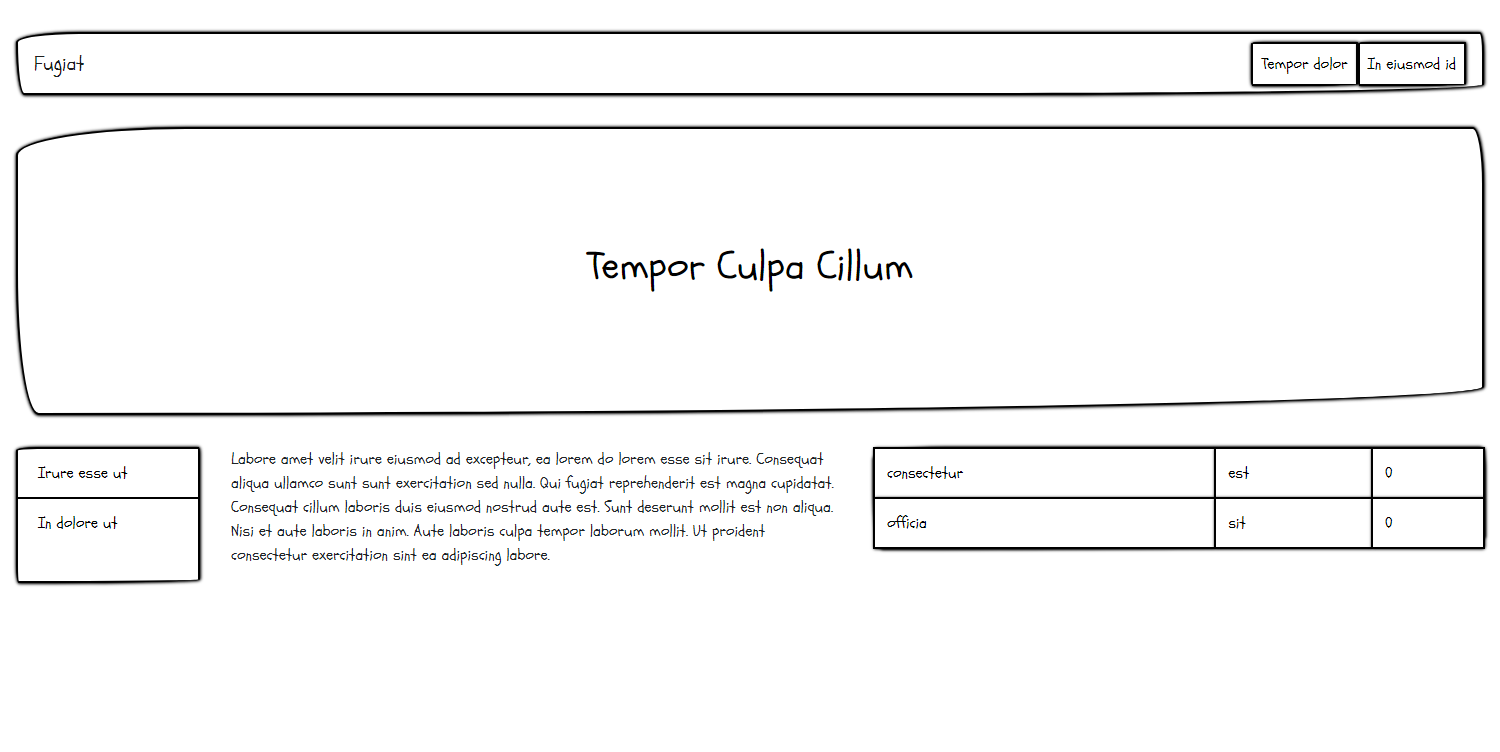 Fugiat
Tempor dolor
In eiusmod id
Tempor Culpa Cillum
Irure esse ut
In dolore ut
Labore amet velit irure eiusmod ad excepteur, ea lorem do lorem esse sit irure. Consequat
aliqua ullamco sunt sunt exercitation sed nulla. Qui fugiat reprehenderit est magna cupidatat.
Consequat cillum laboris duis eiusmod nostrud aute est. Sunt deserunt mollit est non aliqua.
Nisi et aute laboris in anim. Aute laboris culpa tempor laborum mollit. Ut proident
consectetur exercitation sint ea adipiscing labore.
consectetur est 0
officia sit 0